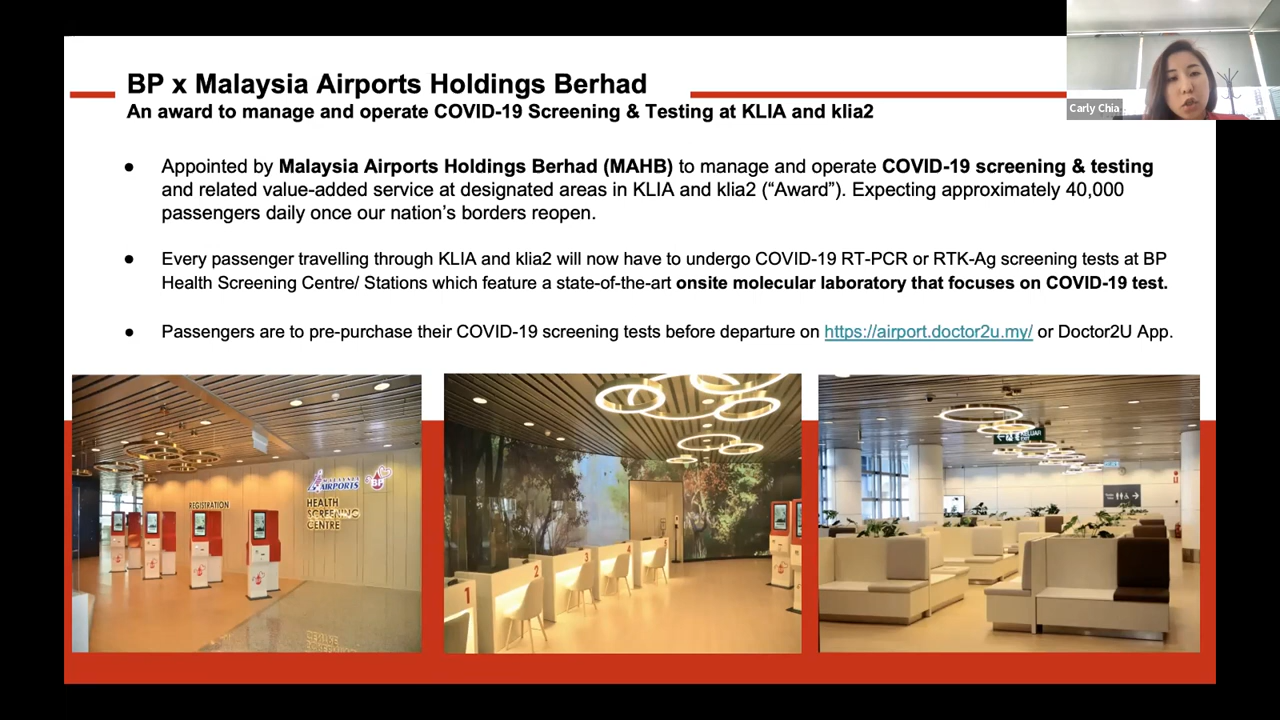 BP x Malaysia Airports Holdings Berhad
An award to manage and operate COVID-19 Screening & Testing at KLIA and klia2
Carly Chia
● Appointed by Malaysia Airports Holdings Berhad (MAHB) to manage and operate COVID-19 screening & testing
and related value-added service at designated areas in KLIA and klia2 (“Award”). Expecting approximately 40,000
passengers daily once our nation’s borders reopen.
● Every passenger travelling through KLIA and klia2 will now have to undergo COVID-19 RT-PCR or RTK-Ag screening tests at BP
Health Screening Centre/ Stations which feature a state-of-the-art onsite molecular laboratory that focuses on COVID-19 test.
● Passengers are to pre-purchase their COVID-19 screening tests before departure on https://airport.doctor2u.my/ or Doctor2U App.
REGISTRATION
MALAYSIA
AIRPORTS
BP
HEALTH
SCREENING
CENTRE
1
2
3
4
KELUAR